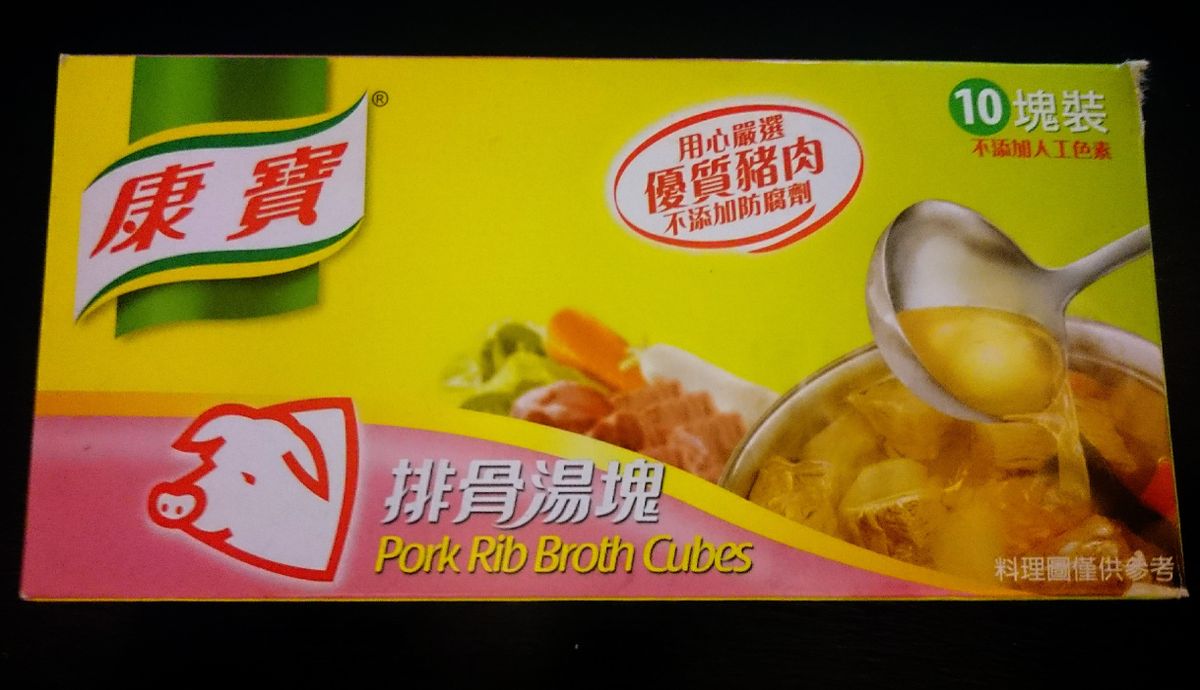 康寶®
用心嚴選
優質豬肉
不添加防腐劑
10塊裝
不添加人工色素
排骨湯塊
Pork Rib Broth Cubes
料理圖僅供參考